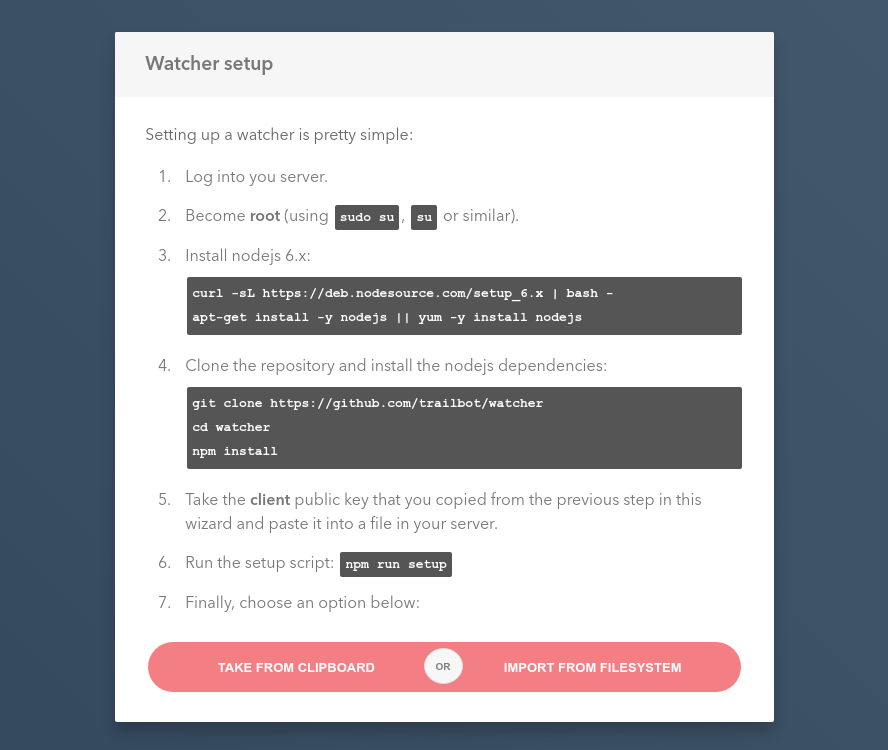 Watcher setup
Setting up a watcher is pretty simple:
1. Log into you server.
2. Become root (using sudo su, su or similar).
3. Install nodejs 6.x:
curl -sL https://deb.nodesource.com/setup_6.x | bash -
apt-get install -y nodejs || yum -y install nodejs
4. Clone the repository and install the nodejs dependencies:
git clone https://github.com/trailbot/watcher
cd watcher
npm install
5. Take the client public key that you copied from the previous step in this
wizard and paste it into a file in your server.
6. Run the setup script: npm run setup
7. Finally, choose an option below:
TAKE FROM CLIPBOARD OR IMPORT FROM FILESYSTEM